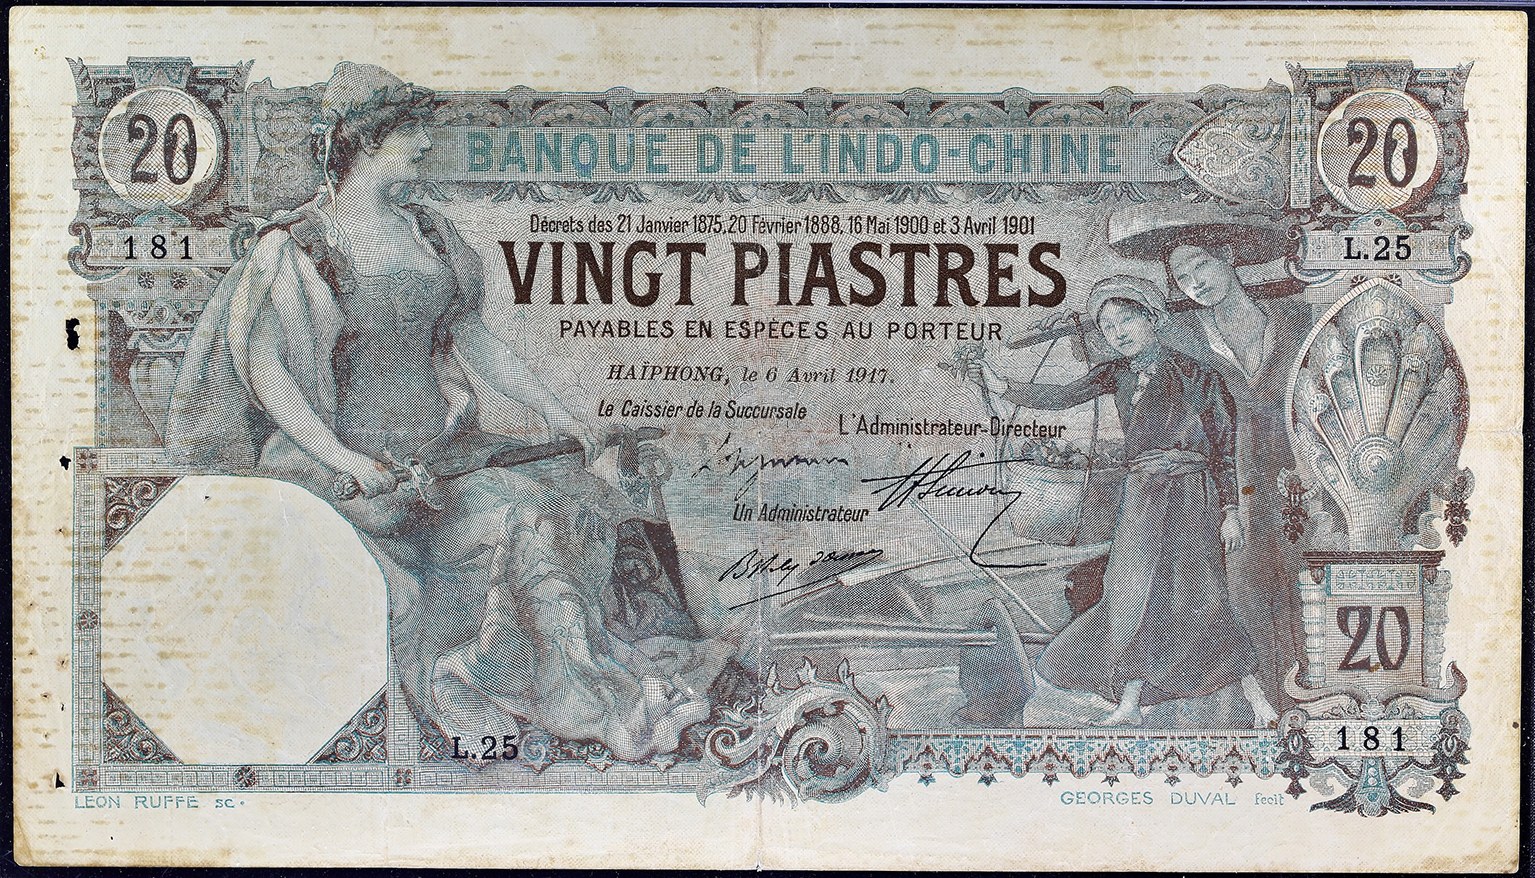 20
20
BANQUE DE L'INDO-CHINE
Décrets des 21 Janvier 1875, 20 Février 1888, 16 Mai 1900 et 3 Avril 1901
181
L.25
VINGT PIASTRES
PAYABLES EN ESPÈCES AU PORTEUR
HAÏPHONG, le 6 Avril 1917.
Le Caissier de la Succursale
L'Administrateur-Directeur
Un Administrateur
20
L.25
181
LEON RUFFE sc.
GEORGES DUVAL fecit